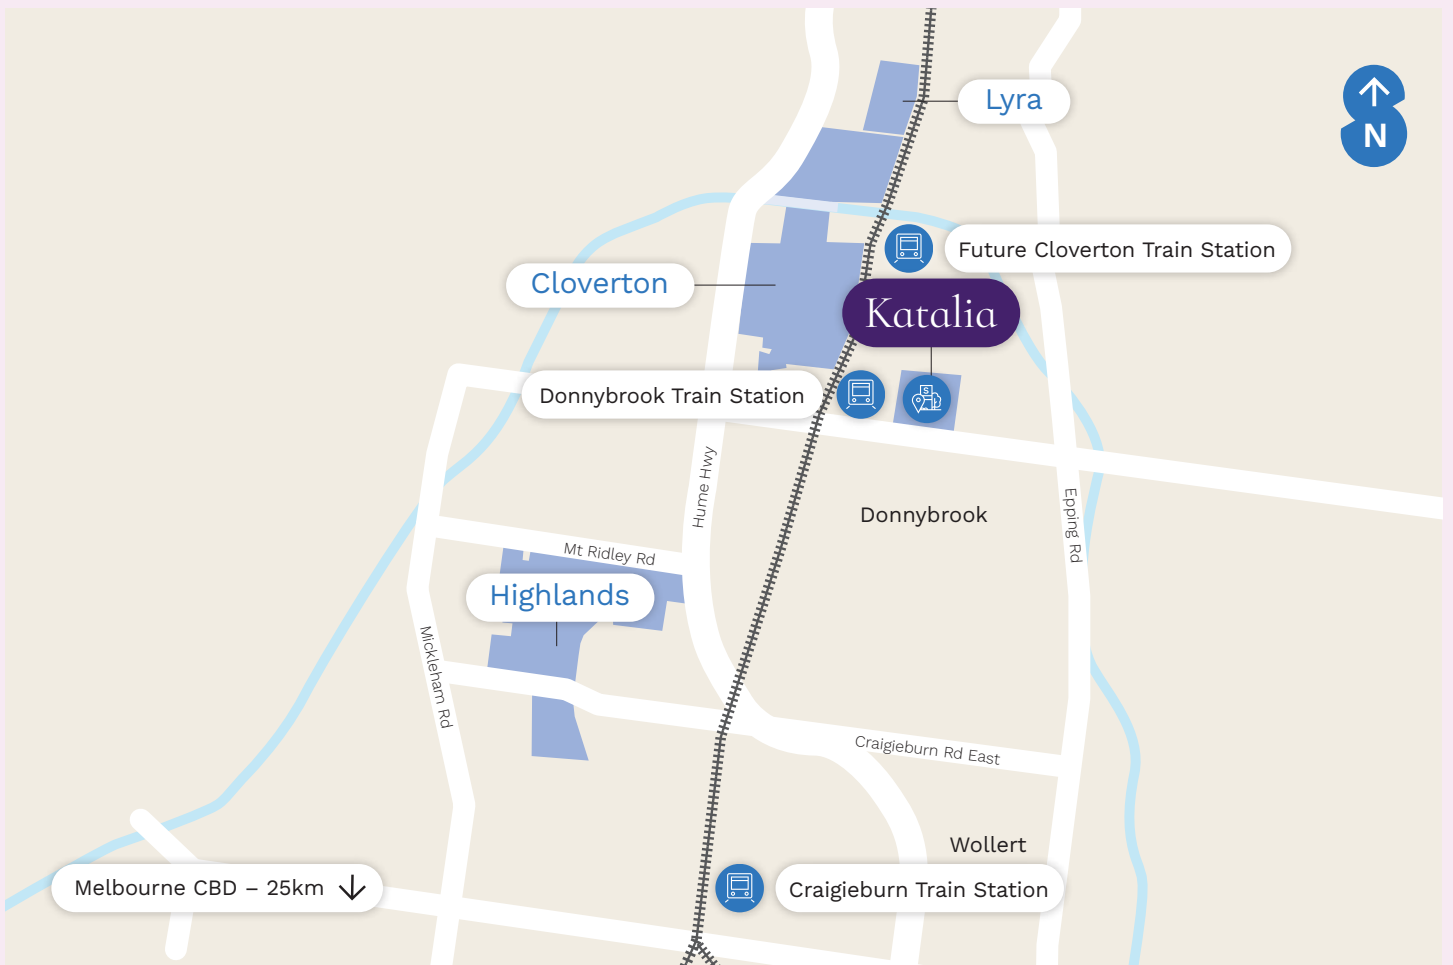 Lyra
N
Future Cloverton Train Station
Cloverton
Katalia
Donnybrook Train Station
S
Hume Hwy
Epping Rd
Donnybrook
Mt Ridley Rd
Highlands
Mickleham Rd
Craigieburn Rd East
Wollert
Melbourne CBD – 25km
Craigieburn Train Station